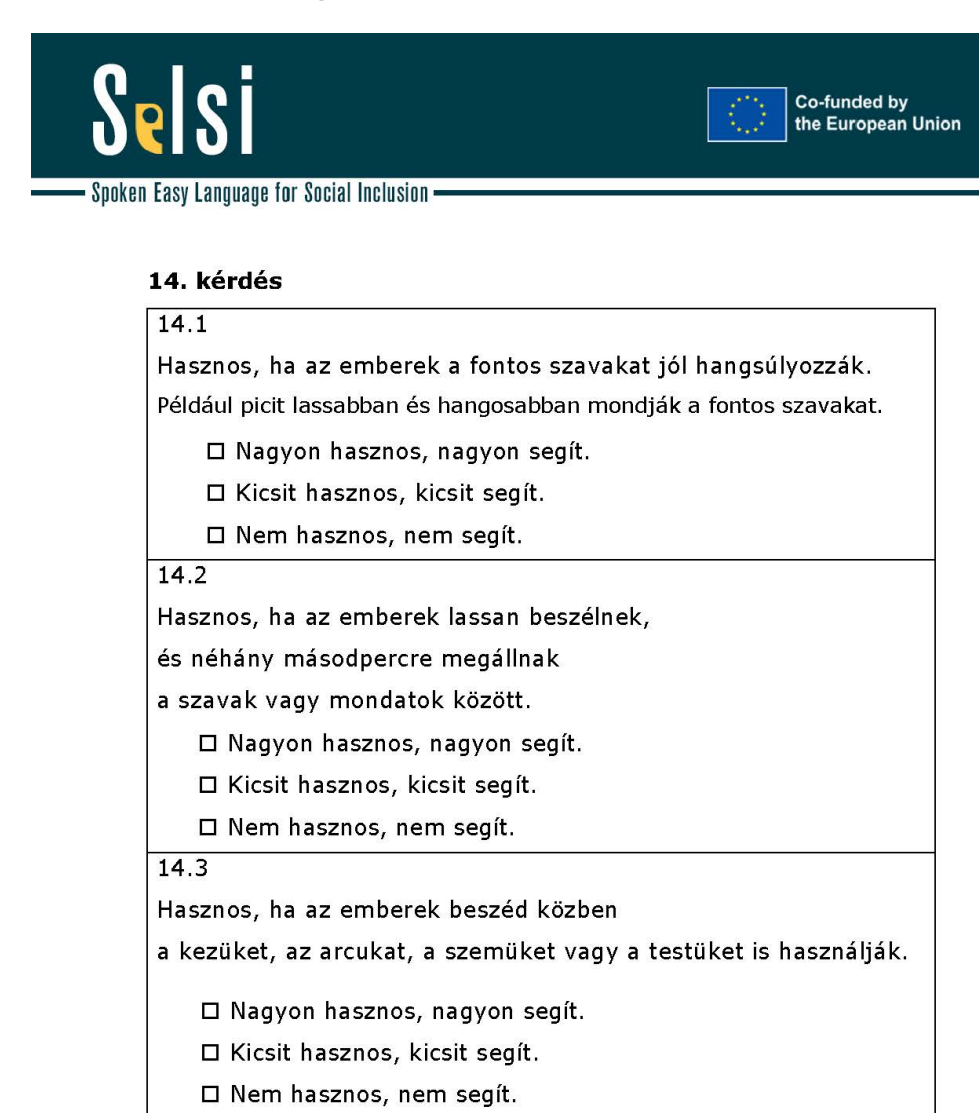 Selsi
Co-funded by
the European Union
Spoken Easy Language for Social Inclusion
14. kérdés
14.1
Hasznos, ha az emberek a fontos szavakat jól hangsúlyozzák.
Például picit lassabban és hangosabban mondják a fontos szavakat.
☐ Nagyon hasznos, nagyon segít.
☐ Kicsit hasznos, kicsit segít.
☐ Nem hasznos, nem segít.
14.2
Hasznos, ha az emberek lassan beszélnek,
és néhány másodpercre megállnak
a szavak vagy mondatok között.
☐ Nagyon hasznos, nagyon segít.
☐ Kicsit hasznos, kicsit segít.
☐ Nem hasznos, nem segít.
14.3
Hasznos, ha az emberek beszéd közben
a kezüket, az arcukat, a szemüket vagy a testüket is használják.
☐ Nagyon hasznos, nagyon segít.
☐ Kicsit hasznos, kicsit segít.
☐ Nem hasznos, nem segít.